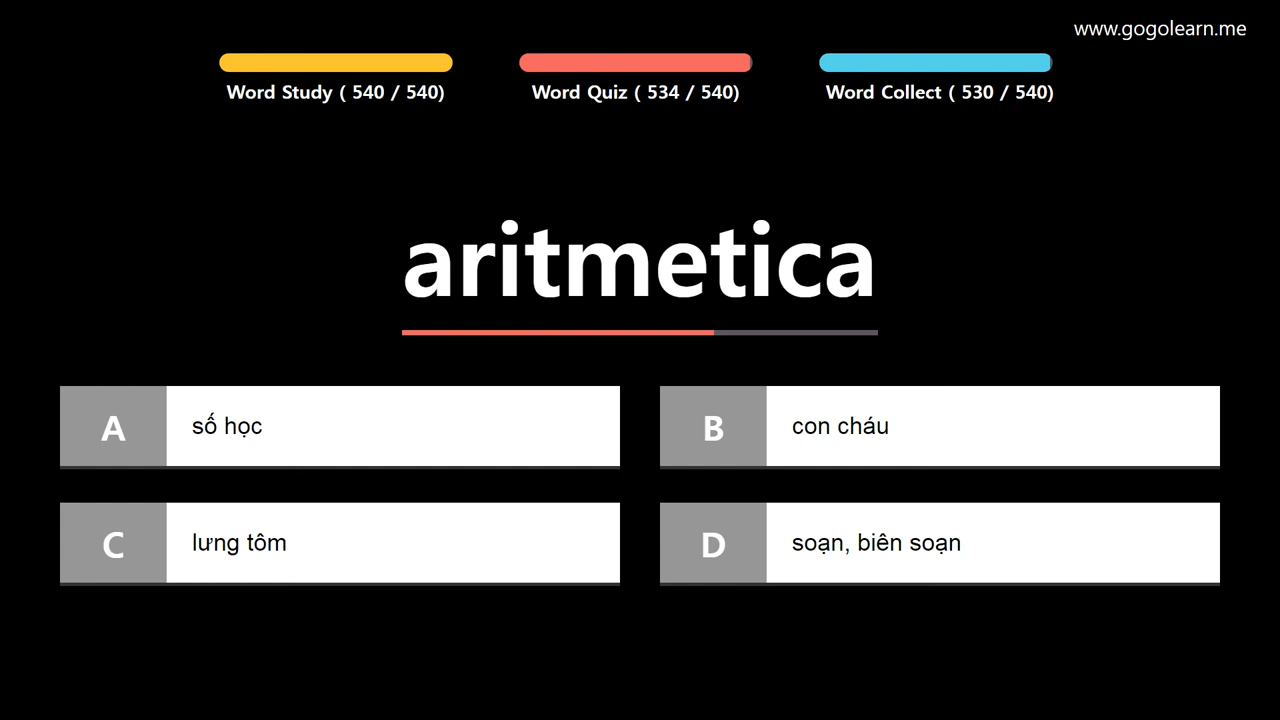 www.gogolearn.me
Word Study ( 540 / 540)
Word Quiz ( 534 / 540)
Word Collect ( 530 / 540)
aritmetica
A
số học
B
con cháu
C
lưng tôm
D
soạn, biên soạn